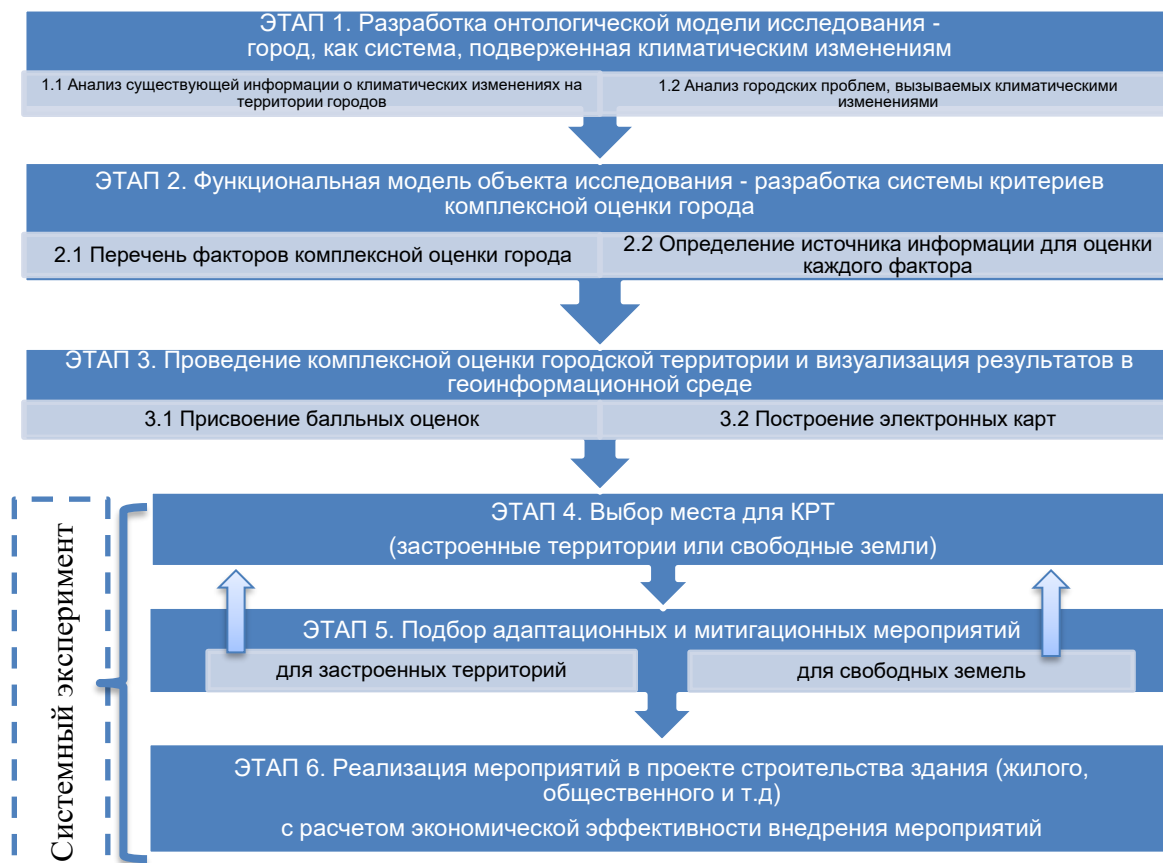 ЭТАП 1. Разработка онтологической модели исследования -
город, как система, подверженная климатическим изменениям
1.1 Анализ существующей информации о климатических изменениях на
территории городов
1.2 Анализ городских проблем, вызываемых климатическими
изменениями
ЭТАП 2. Функциональная модель объекта исследования - разработка системы критериев
комплексной оценки города
2.1 Перечень факторов комплексной оценки города
2.2 Определение источника информации для оценки
каждого фактора
ЭТАП 3. Проведение комплексной оценки городской территории и визуализация результатов в
геоинформационной среде
3.1 Присвоение балльных оценок
3.2 Построение электронных карт
Системный эксперимент
ЭТАП 4. Выбор места для КРТ
(застроенные территории или свободные земли)
ЭТАП 5. Подбор адаптационных и митигационных мероприятий
для застроенных территорий
для свободных земель
ЭТАП 6. Реализация мероприятий в проекте строительства здания (жилого,
общественного и т.д)
с расчетом экономической эффективности внедрения мероприятий